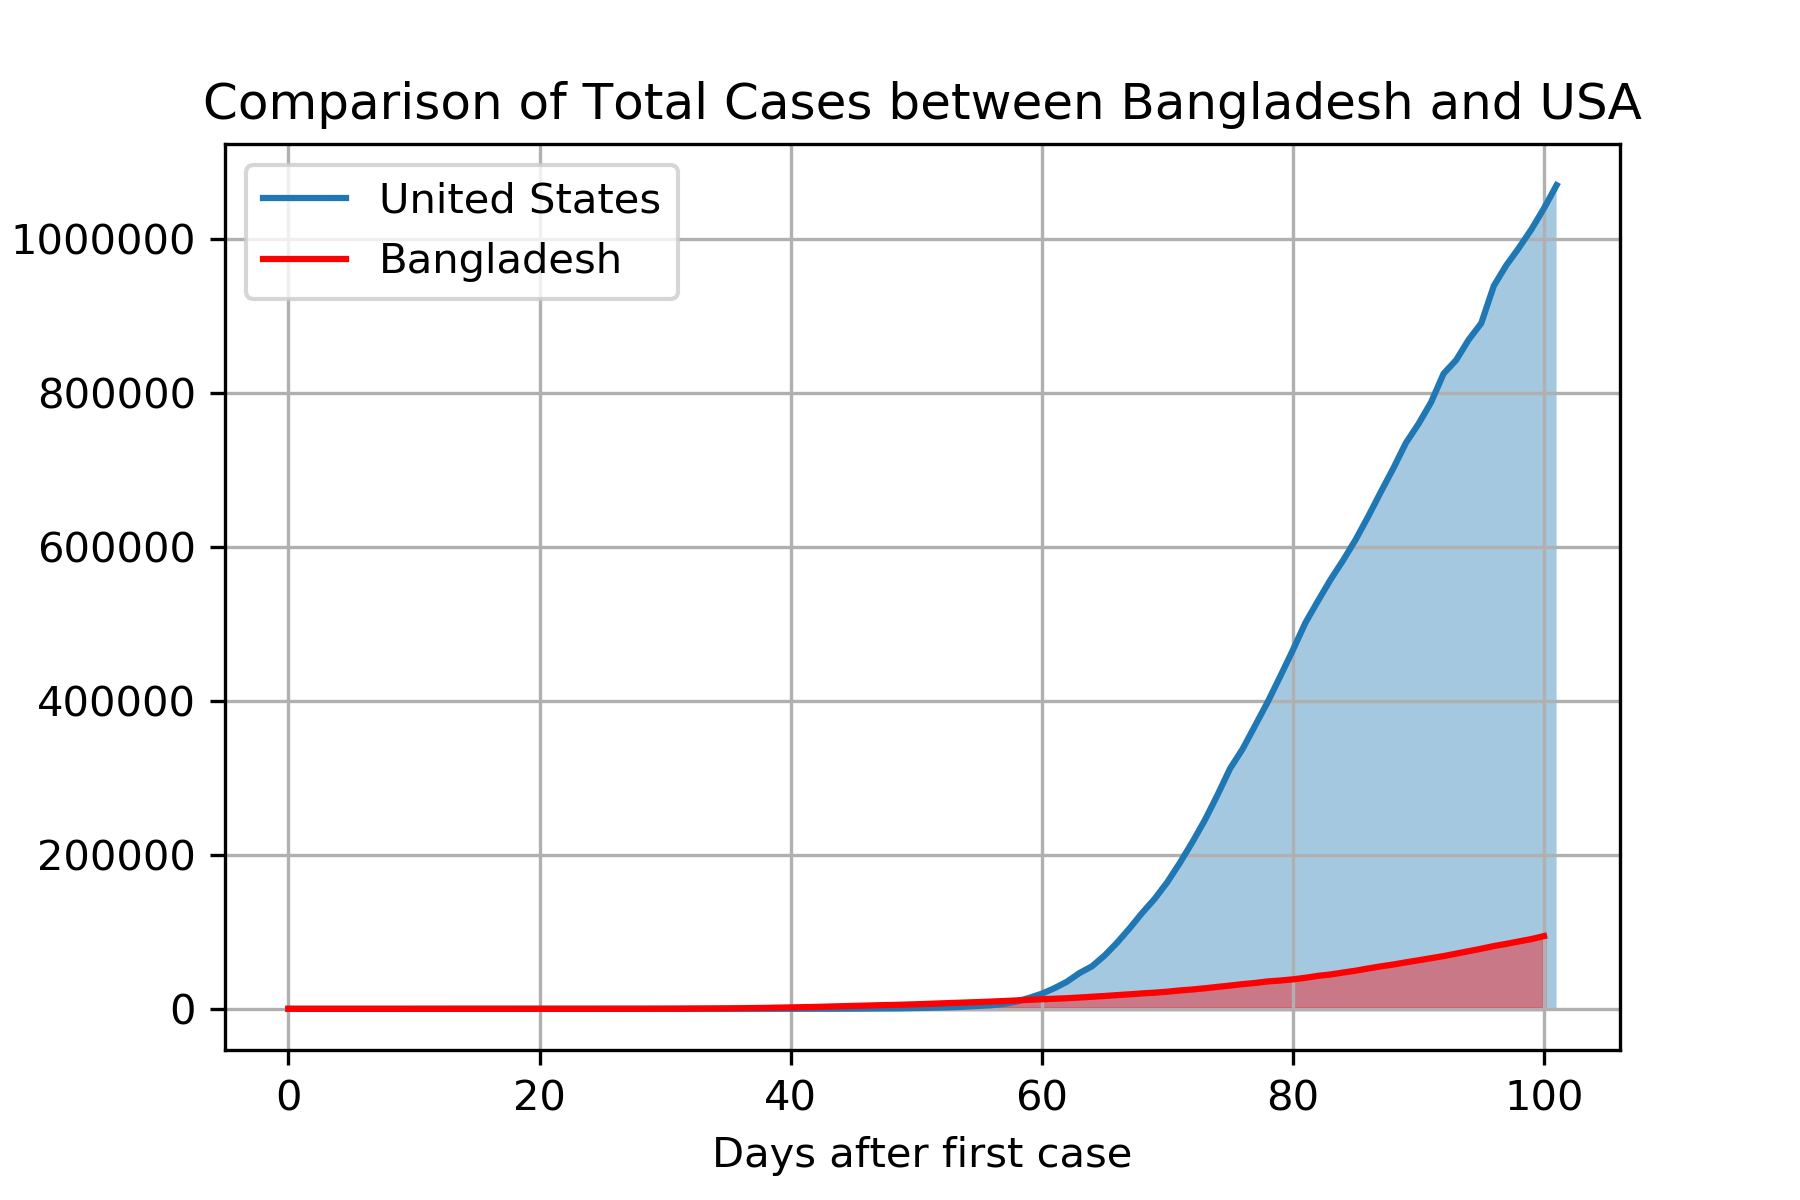 Comparison of Total Cases between Bangladesh and USA
United States
Bangladesh
1000000
800000
600000
400000
200000
0
0 20 40 60 80 100
Days after first case